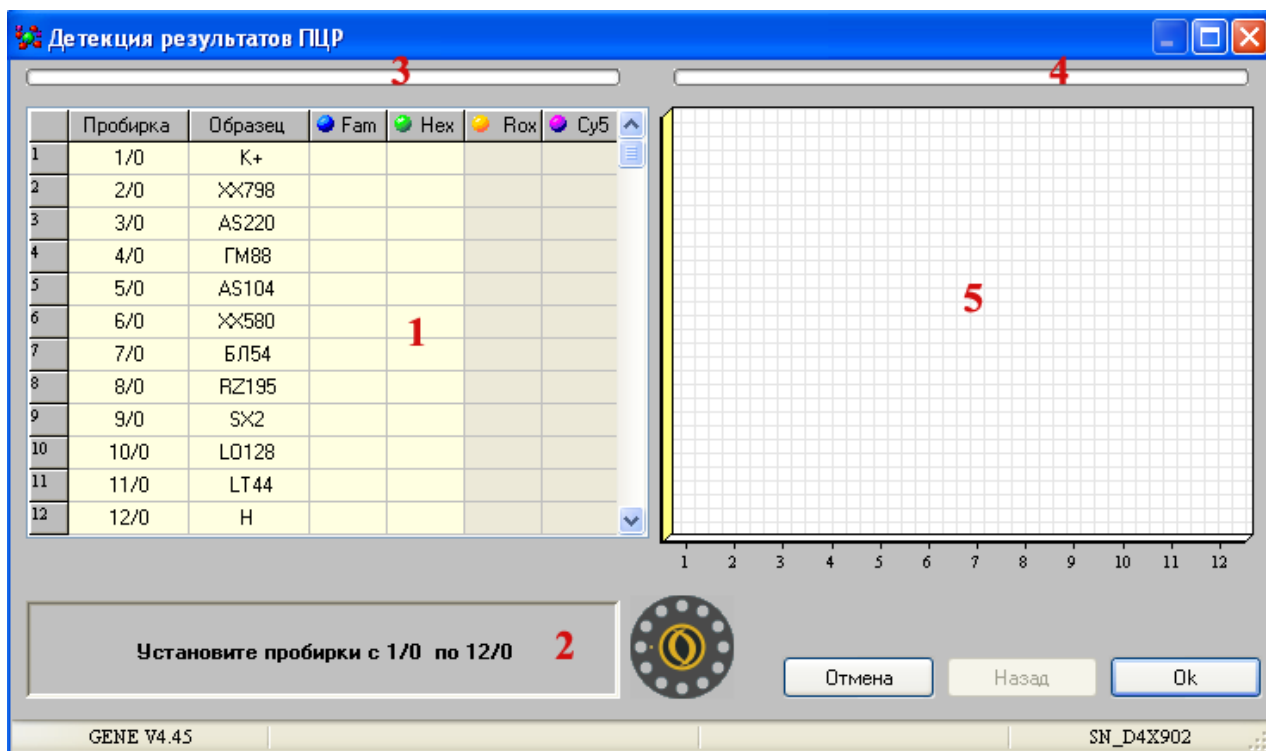 Детекция результатов ПЦР
3 4
Пробирка Образец Fam Hex Rox Cy5
1 1/0 K+
2 2/0 XX798
3 3/0 AS220
4 4/0 ГМ88
5 5/0 AS104
6 6/0 XX580
7 7/0 БЛ54
8 8/0 RZ195
9 9/0 SX2
10 10/0 LO128
11 11/0 LT44
12 12/0 Н
1
5
1 2 3 4 5 6 7 8 9 10 11 12
Установите пробирки с 1/0 по 12/0 2
Отмена Назад Ok
GENE V4.45 SN_D4X902